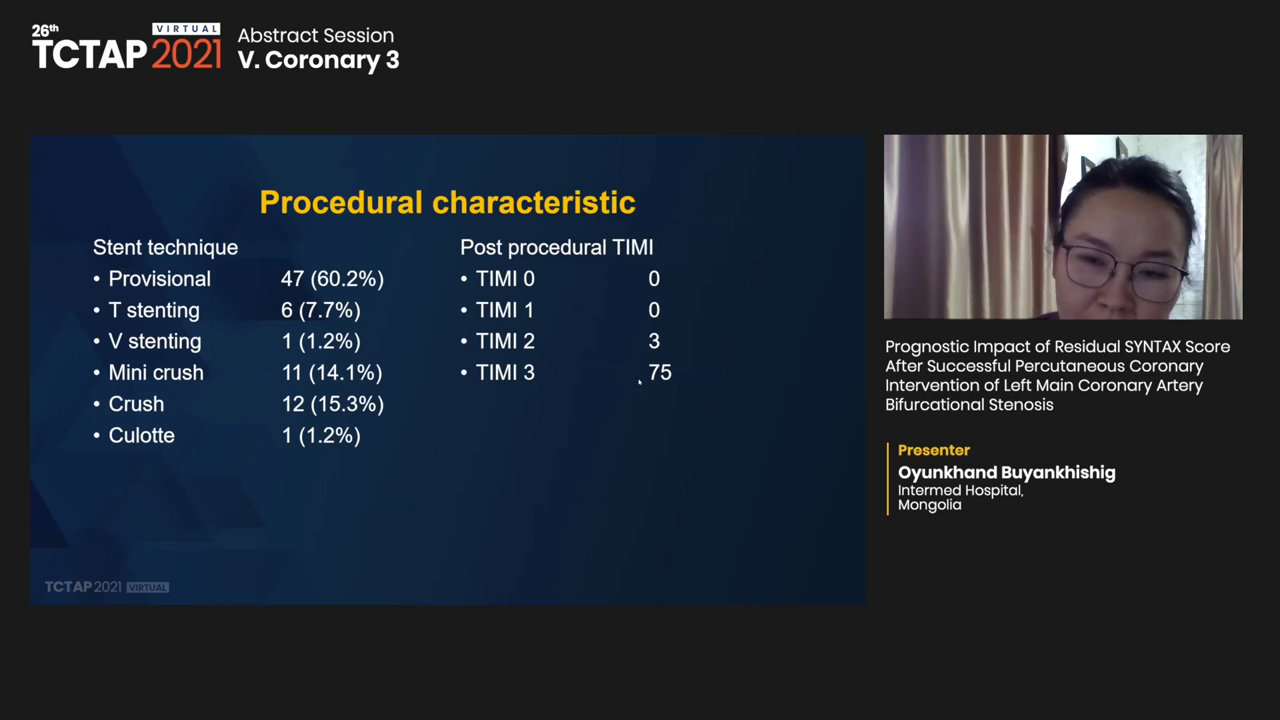 26th
VIRTUAL
TCTAP 2021
Abstract Session
V. Coronary 3
Procedural characteristic
Stent technique
• Provisional 47 (60.2%)
• T stenting 6 (7.7%)
• V stenting 1 (1.2%)
• Mini crush 11 (14.1%)
• Crush 12 (15.3%)
• Culotte 1 (1.2%)
Post procedural TIMI
• TIMI 0 0
• TIMI 1 0
• TIMI 2 3
• TIMI 3 75
TCTAP 2021 VIRTUAL
Prognostic Impact of Residual SYNTAX Score
After Successful Percutaneous Coronary
Intervention of Left Main Coronary Artery
Bifurcational Stenosis
Presenter
Oyunkhand Buyankhishig
Intermed Hospital,
Mongolia